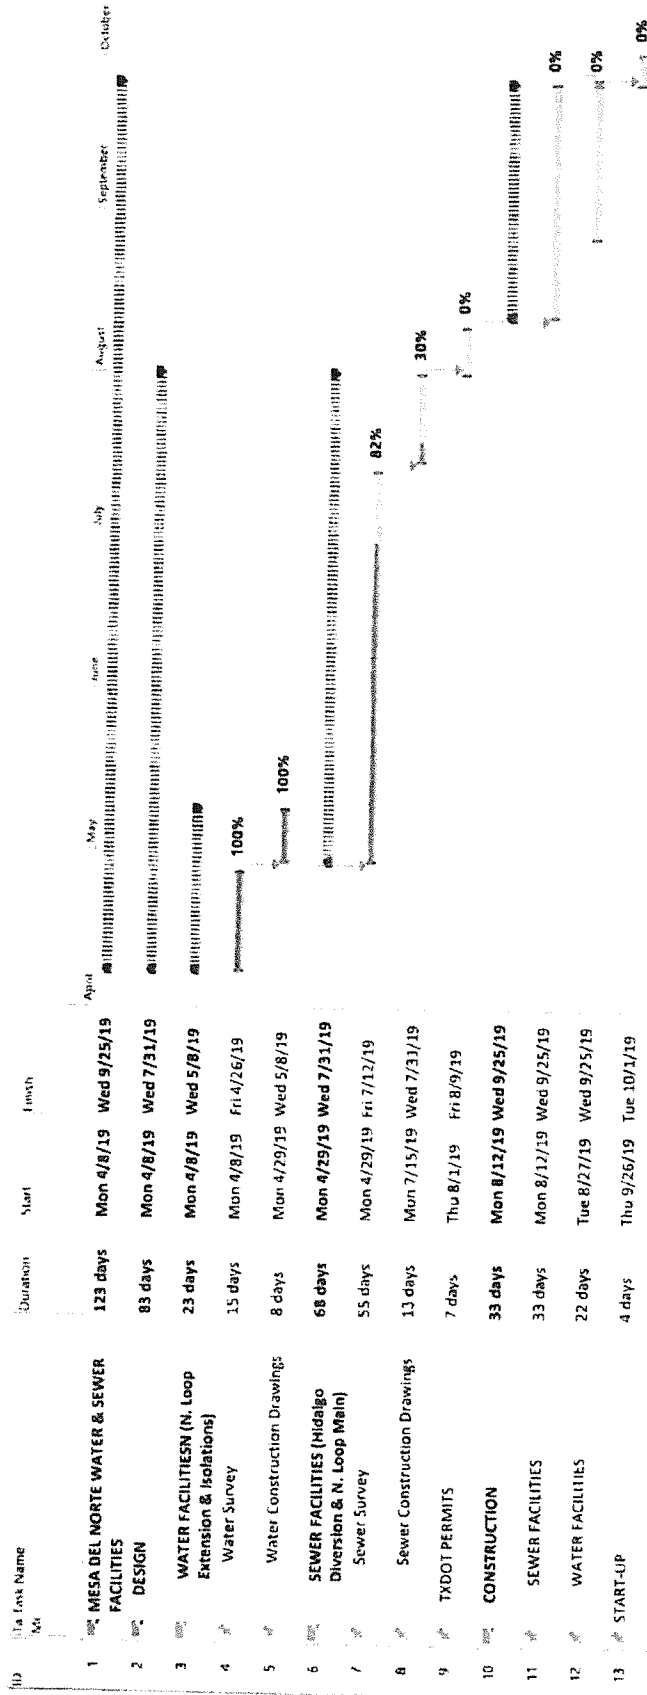 ID Task Name Duration Start Finish April May June July August September October
1 MESA DEL NORTE WATER & SEWER 123 days Mon 4/8/19 Wed 9/25/19
FACILITIES
2 DESIGN 83 days Mon 4/8/19 Wed 7/31/19
3 WATER FACILITIESN (N. Loop 23 days Mon 4/8/19 Wed 5/8/19
Extension & Isolations)
4 Water Survey 15 days Mon 4/8/19 Fri 4/26/19 100%
5 Water Construction Drawings 8 days Mon 4/29/19 Wed 5/8/19 100%
6 SEWER FACILITIES (Hidalgo 68 days Mon 4/29/19 Wed 7/31/19
Diversion & N. Loop Main)
7 Sewer Survey 55 days Mon 4/29/19 Fri 7/12/19 82%
8 Sewer Construction Drawings 13 days Mon 7/15/19 Wed 7/31/19 30%
9 TXDOT PERMITS 7 days Thu 8/1/19 Fri 8/9/19 0%
10 CONSTRUCTION 33 days Mon 8/12/19 Wed 9/25/19
11 SEWER FACILITIES 33 days Mon 8/12/19 Wed 9/25/19 0%
12 WATER FACILITIES 22 days Tue 8/27/19 Wed 9/25/19 0%
13 START-UP 4 days Thu 9/26/19 Tue 10/1/19 0%